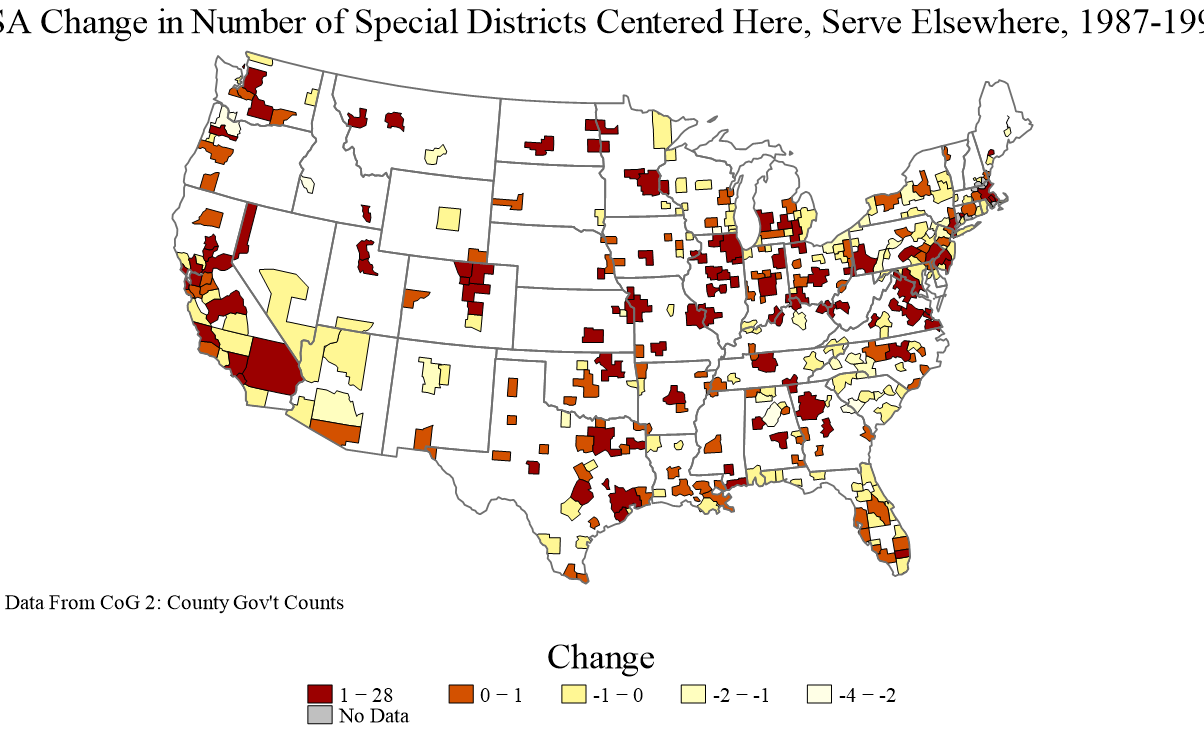 SA Change in Number of Special Districts Centered Here, Serve Elsewhere, 1987-199
Data From CoG 2: County Gov't Counts
Change
1 – 28
0 – 1
-1 – 0
-2 – -1
-4 – -2
No Data